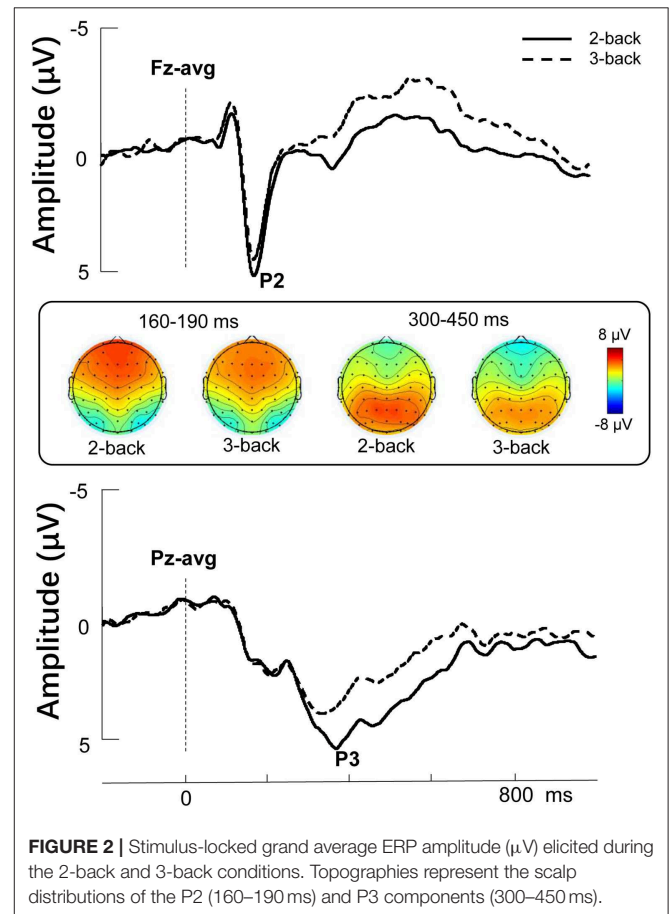 -5
2-back
3-back
Fz-avg
Amplitude (µV)
0
5
P2
160-190 ms 300-450 ms
8 µV
-8 µV
2-back 3-back 2-back 3-back
-5
Pz-avg
Amplitude (µV)
0
5
P3
0 800 ms
FIGURE 2 | Stimulus-locked grand average ERP amplitude (µV) elicited during
the 2-back and 3-back conditions. Topographies represent the scalp
distributions of the P2 (160–190 ms) and P3 components (300–450 ms).